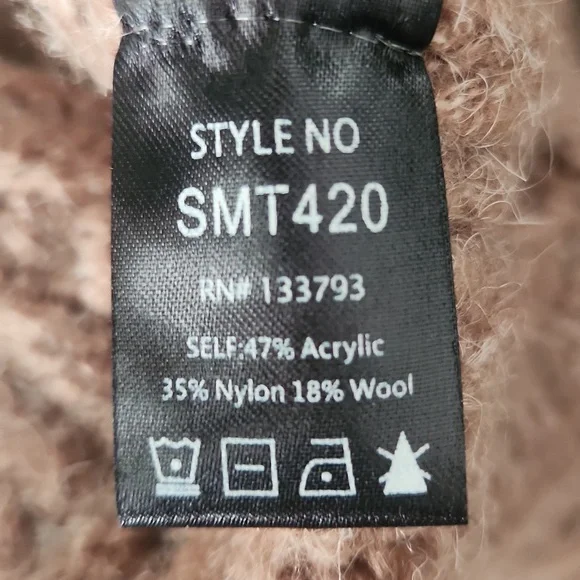 STYLE NO
SMT420
RN# 133793
SELF:47% Acrylic
35% Nylon 18% Wool